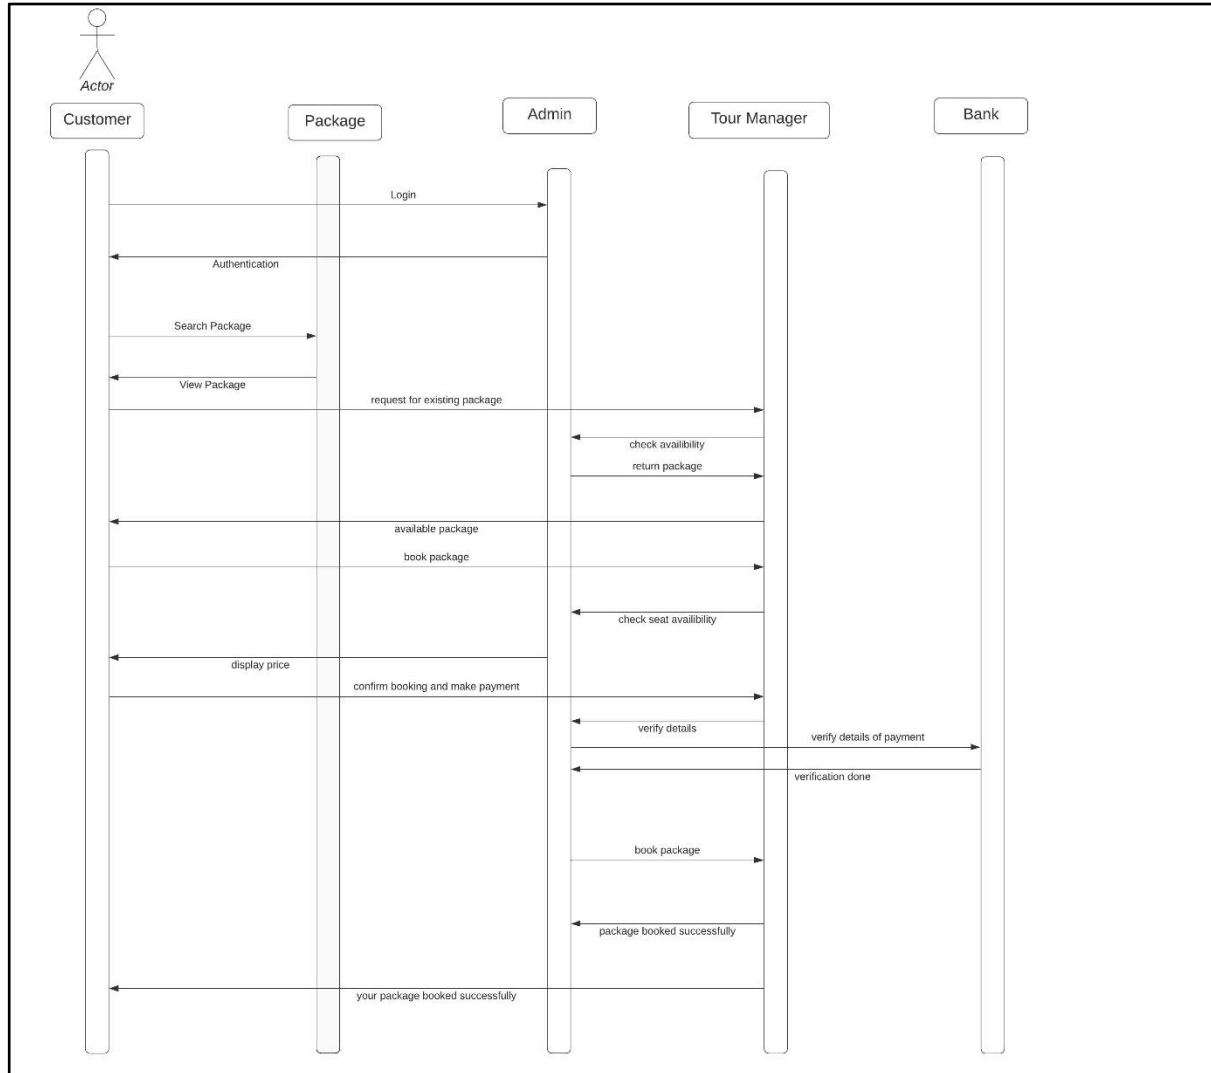 Actor
Customer
Package
Admin
Tour Manager
Bank
Login
Authentication
Search Package
View Package
request for existing package
check availibility
return package
available package
book package
check seat availibility
display price
confirm booking and make payment
verify details
verify details of payment
verification done
book package
package booked successfully
your package booked successfully